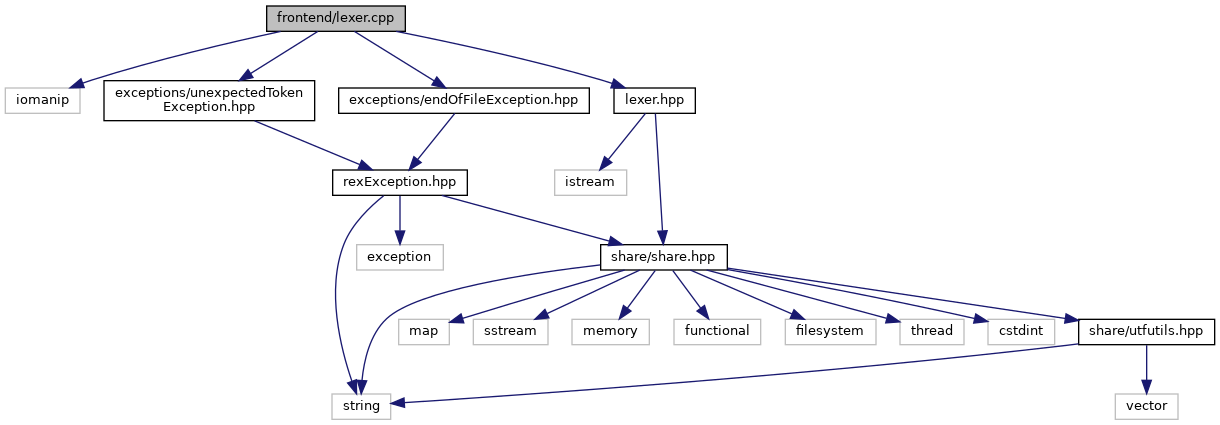 frontend/lexer.cpp
iomanip
exceptions/unexpectedToken
Exception.hpp
exceptions/endOfFileException.hpp
lexer.hpp
rexException.hpp
istream
exception
share/share.hpp
map
sstream
memory
functional
filesystem
thread
cstdint
share/utfutils.hpp
string
vector